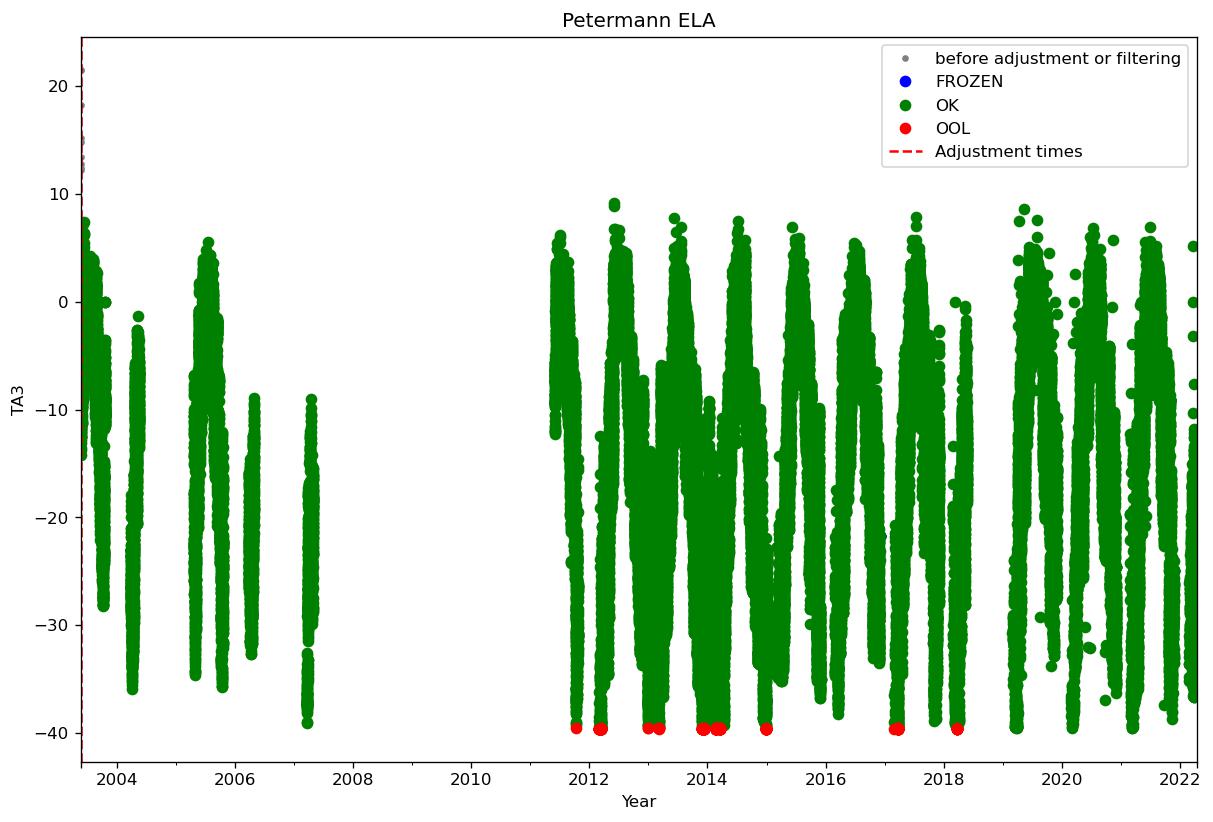 Petermann ELA
before adjustment or filtering
FROZEN
OK
OOL
Adjustment times
TA3
20
10
0
−10
−20
−30
−40
2004 2006 2008 2010 2012 2014 2016 2018 2020 2022
Year